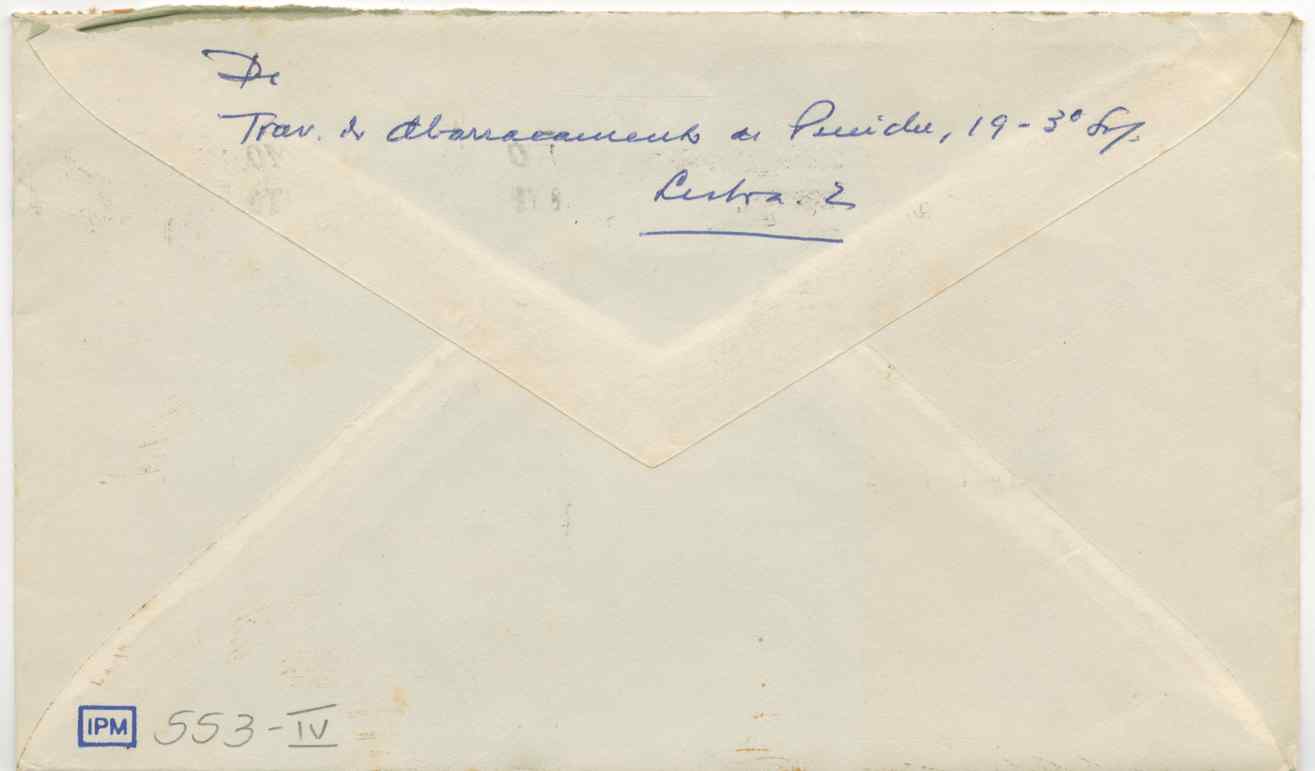 De
Trav. do Abarracamento de Peniche, 19-3º Esq.
Lisboa. 2
IPM 553-IV